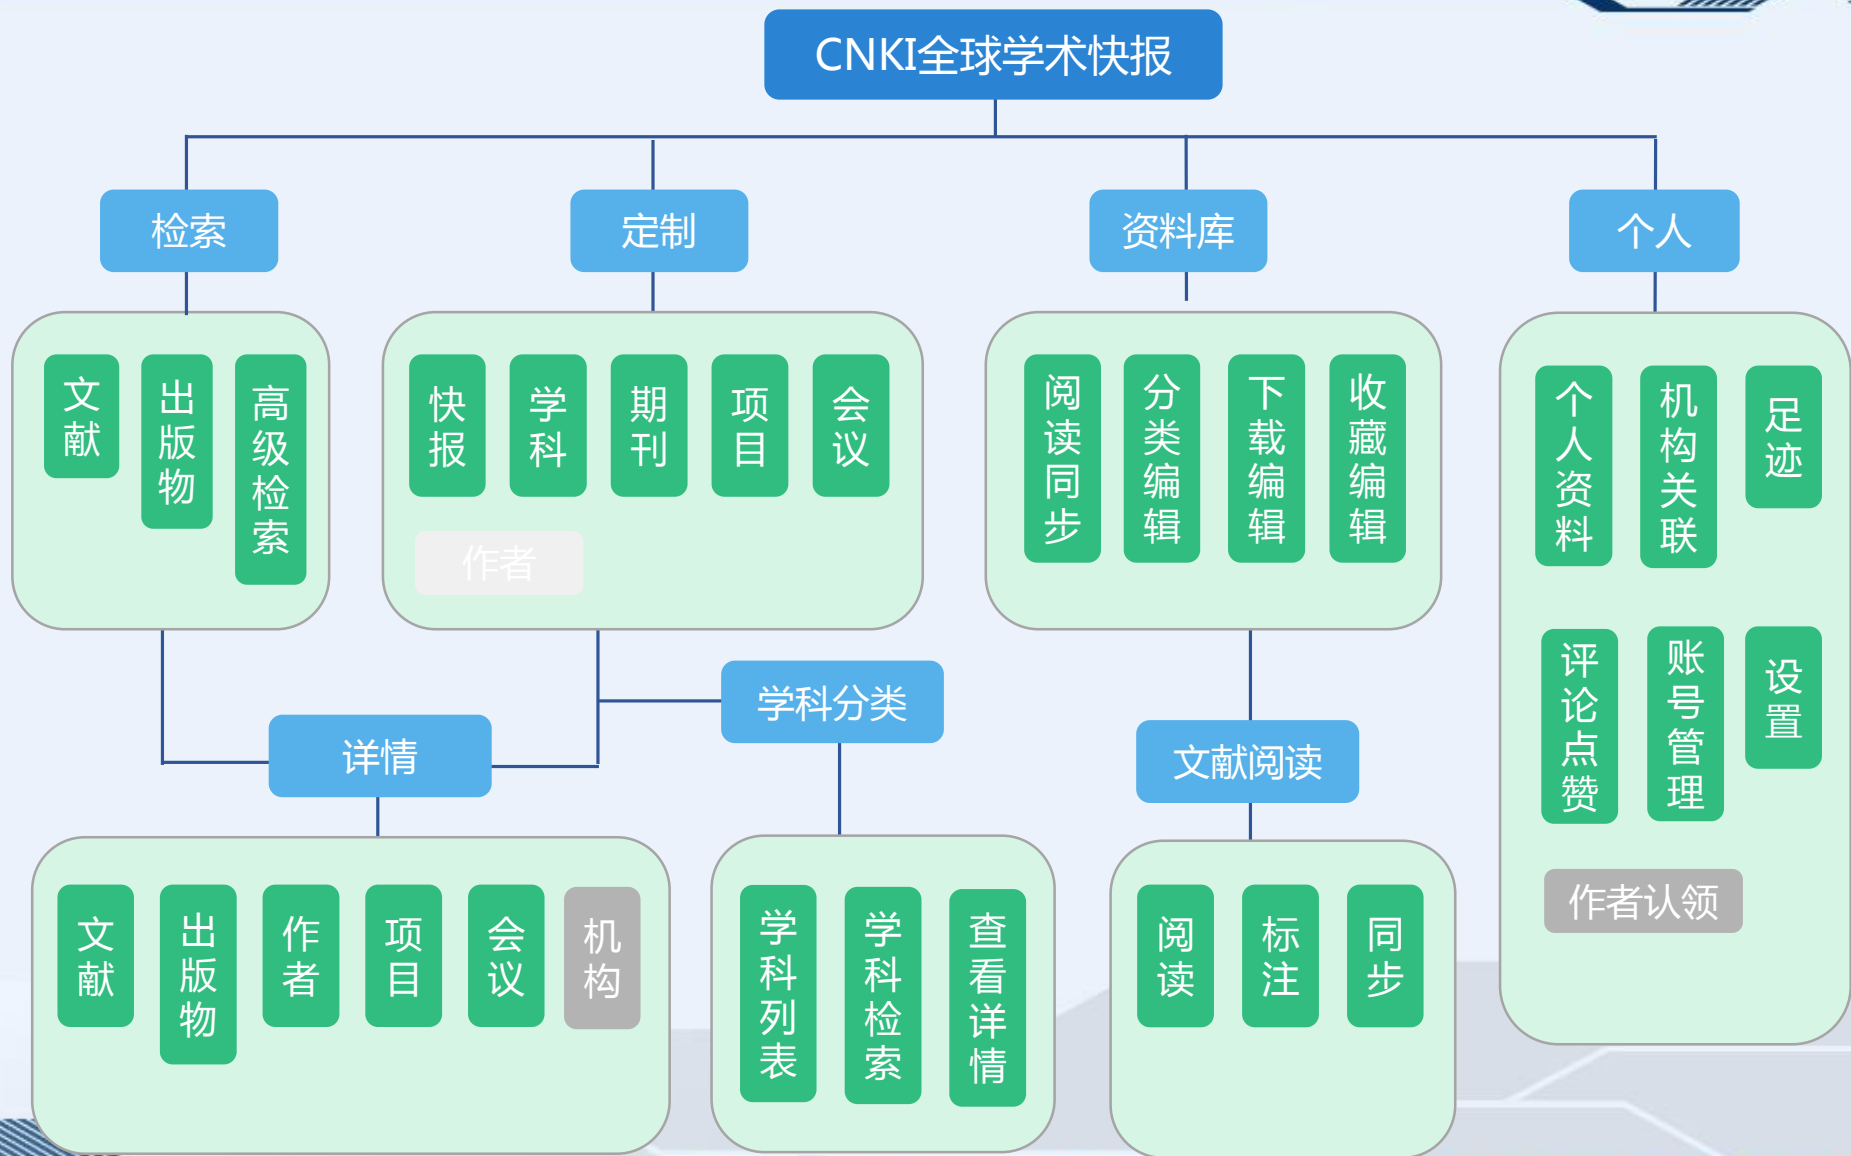 CNKI全球学术快报
检索
定制
资料库
个人
文献
出版物
高级检索
快报
学科
期刊
项目
会议
作者
阅读同步
分类编辑
下载编辑
收藏编辑
个人资料
机构关联
足迹
评论点赞
账号管理
设置
作者认领
详情
学科分类
文献阅读
文献
出版物
作者
项目
会议
机构
学科列表
学科检索
查看详情
阅读
标注
同步